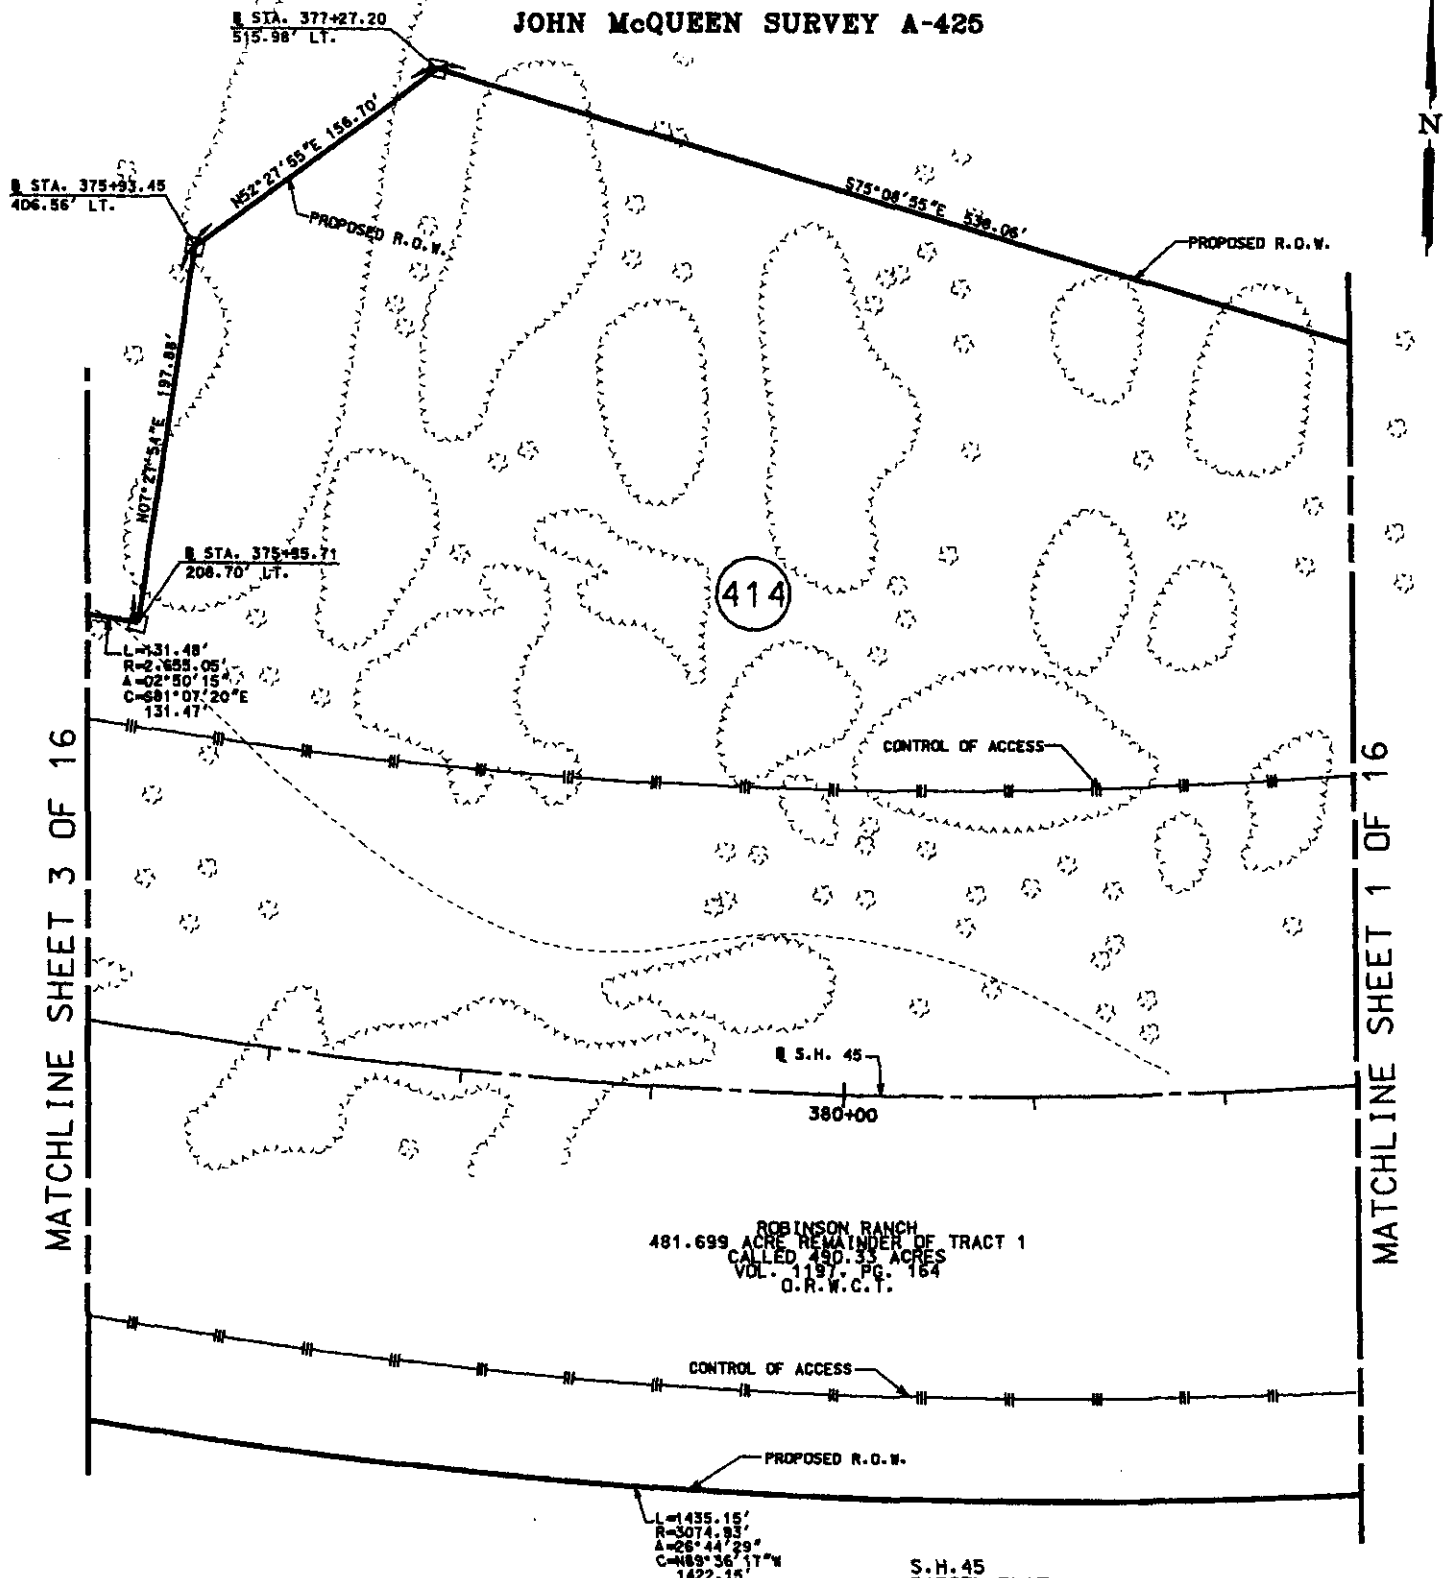 JOHN McQUEEN SURVEY A-425
STA. 377+27.20
515.98' LT.
N
N52°27'55"E 156.70'
S75°08'55"E 538.06'
STA. 375+93.45
406.56' LT.
PROPOSED R.O.W.
PROPOSED R.O.W.
N07°27'54"E 197.88'
STA. 375+95.71
208.70' LT.
414
L=131.48'
R=2,655.05'
Δ=02°50'15"
C=S81°07'20"E
131.47'
CONTROL OF ACCESS
MATCHLINE SHEET 3 OF 16
MATCHLINE SHEET 1 OF 16
S.H. 45
380+00
ROBINSON RANCH
481.699 ACRE REMAINDER OF TRACT 1
CALLED 490.33 ACRES
VOL. 1197, PG. 164
O.R.W.C.T.
CONTROL OF ACCESS
PROPOSED R.O.W.
L=1435.15'
R=3074.93'
Δ=26°44'29"
C=N89°36'17"W
1422.15'
S.H.45